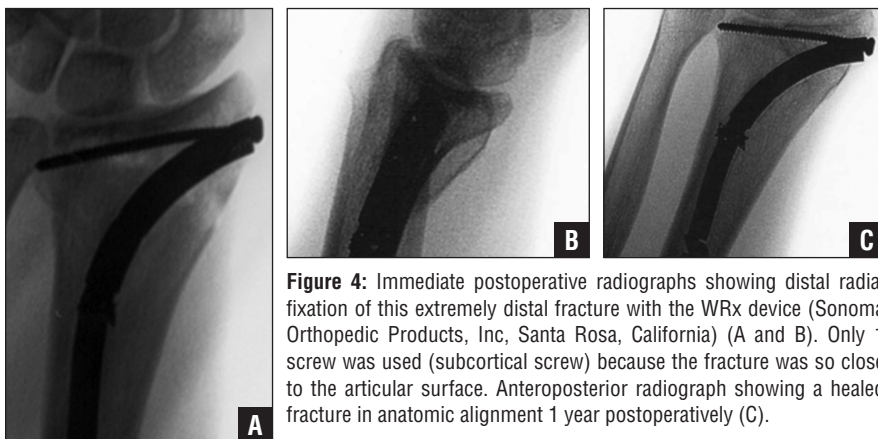 A
B
C
Figure 4: Immediate postoperative radiographs showing distal radia
fixation of this extremely distal fracture with the WRx device (Sonoma
Orthopedic Products, Inc, Santa Rosa, California) (A and B). Only 1
screw was used (subcortical screw) because the fracture was so close
to the articular surface. Anteroposterior radiograph showing a healed
fracture in anatomic alignment 1 year postoperatively (C).